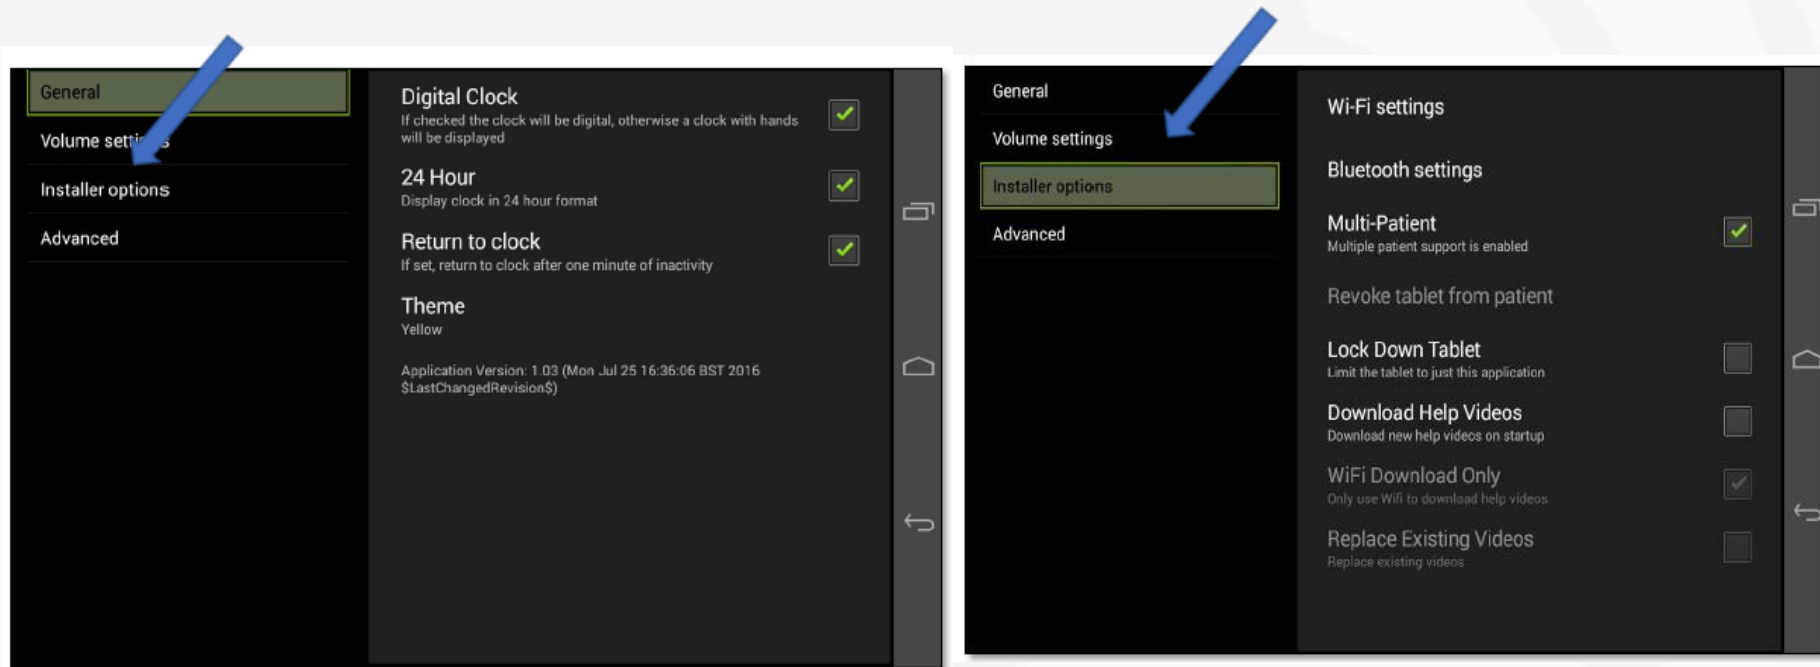 General
Volume settings
Installer options
Advanced
Digital Clock
If checked the clock will be digital, otherwise a clock with hands
will be displayed
24 Hour
Display clock in 24 hour format
Return to clock
If set, return to clock after one minute of inactivity
Theme
Yellow
Application Version: 1.03 (Mon Jul 25 16:36:06 BST 2016
$LastChangedRevision$)
General
Volume settings
Installer options
Advanced
Wi-Fi settings
Bluetooth settings
Multi-Patient
Multiple patient support is enabled
Revoke tablet from patient
Lock Down Tablet
Limit the tablet to just this application
Download Help Videos
Download new help videos on startup
WiFi Download Only
Only use Wifi to download help videos
Replace Existing Videos
Replace existing videos